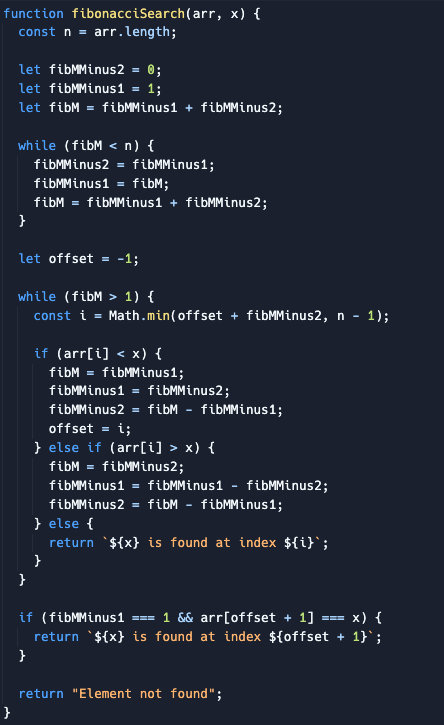 function fibonacciSearch(arr, x) {
  const n = arr.length;

  let fibMMinus2 = 0;
  let fibMMinus1 = 1;
  let fibM = fibMMinus1 + fibMMinus2;

  while (fibM < n) {
    fibMMinus2 = fibMMinus1;
    fibMMinus1 = fibM;
    fibM = fibMMinus1 + fibMMinus2;
  }

  let offset = -1;

  while (fibM > 1) {
    const i = Math.min(offset + fibMMinus2, n - 1);

    if (arr[i] < x) {
      fibM = fibMMinus1;
      fibMMinus1 = fibMMinus2;
      fibMMinus2 = fibM - fibMMinus1;
      offset = i;
    } else if (arr[i] > x) {
      fibM = fibMMinus2;
      fibMMinus1 = fibMMinus1 - fibMMinus2;
      fibMMinus2 = fibM - fibMMinus1;
    } else {
      return `${x} is found at index ${i}`;
    }
  }

  if (fibMMinus1 === 1 && arr[offset + 1] === x) {
    return `${x} is found at index ${offset + 1}`;
  }

  return "Element not found";
}